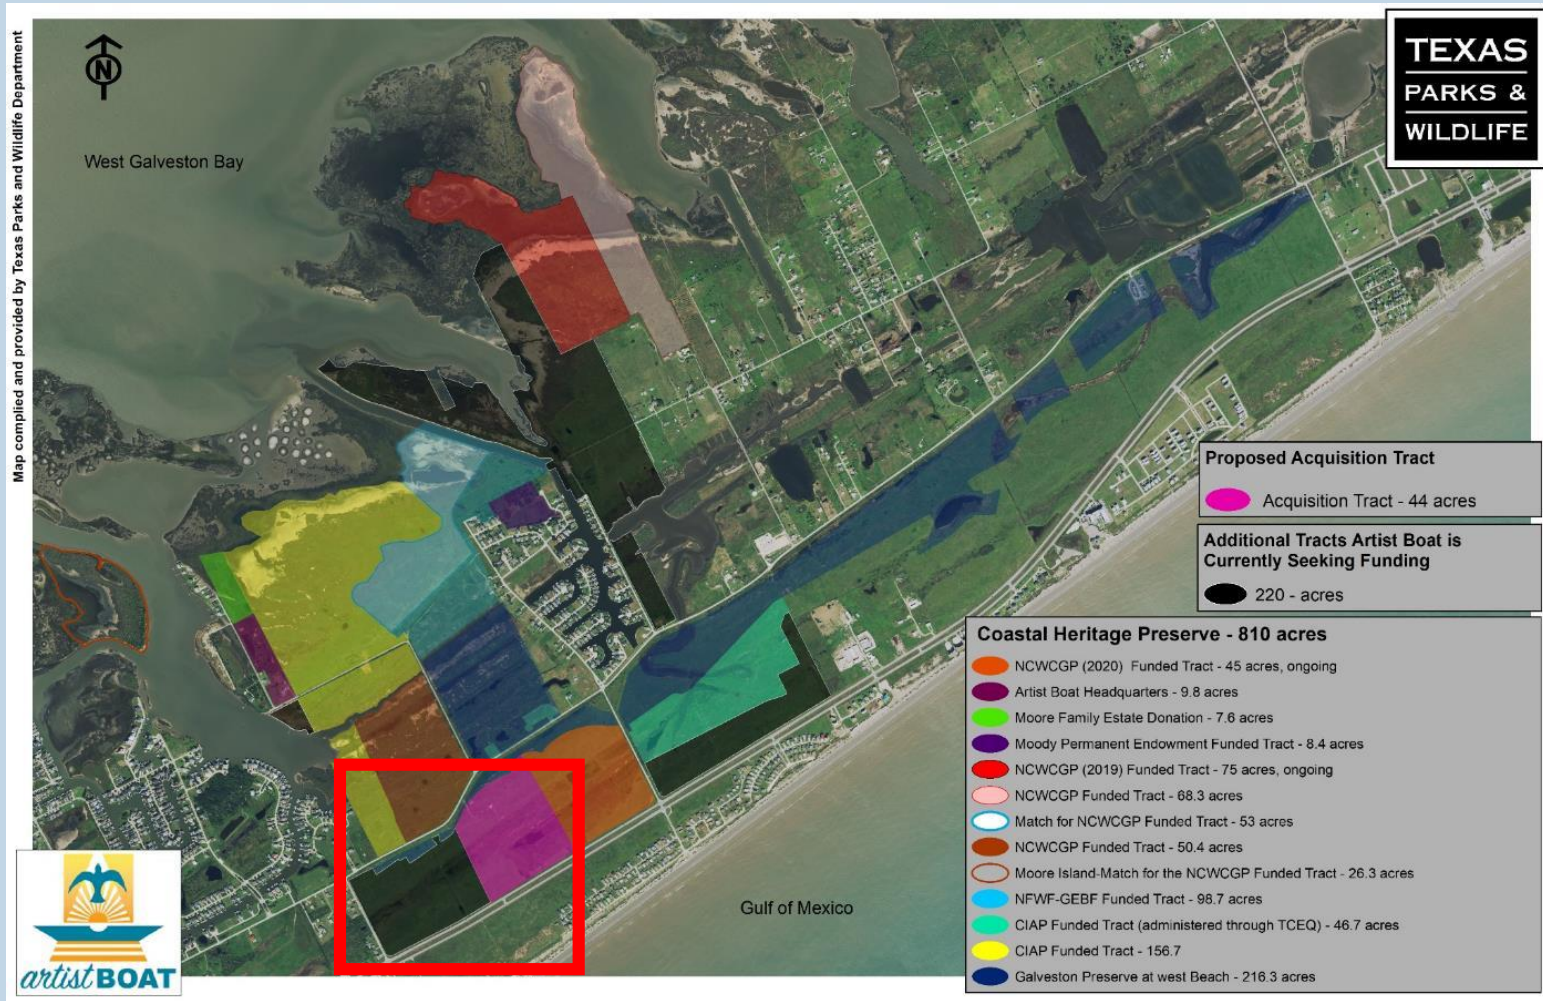 Map complied and provided by Texas Parks and Wildlife Department
N
West Galveston Bay
TEXAS
PARKS &
WILDLIFE
Proposed Acquisition Tract
Acquisition Tract - 44 acres
Additional Tracts Artist Boat is
Currently Seeking Funding
220 - acres
Coastal Heritage Preserve - 810 acres
NCWCGP (2020) Funded Tract - 45 acres, ongoing
Artist Boat Headquarters - 9.8 acres
Moore Family Estate Donation - 7.6 acres
Moody Permanent Endowment Funded Tract - 8.4 acres
NCWCGP (2019) Funded Tract - 75 acres, ongoing
NCWCGP Funded Tract - 68.3 acres
Match for NCWCGP Funded Tract - 53 acres
NCWCGP Funded Tract - 50.4 acres
Moore Island-Match for the NCWCGP Funded Tract - 26.3 acres
NFWF-GEBF Funded Tract - 98.7 acres
CIAP Funded Tract (administered through TCEQ) - 46.7 acres
CIAP Funded Tract - 156.7
Galveston Preserve at west Beach - 216.3 acres
Gulf of Mexico
artist BOAT